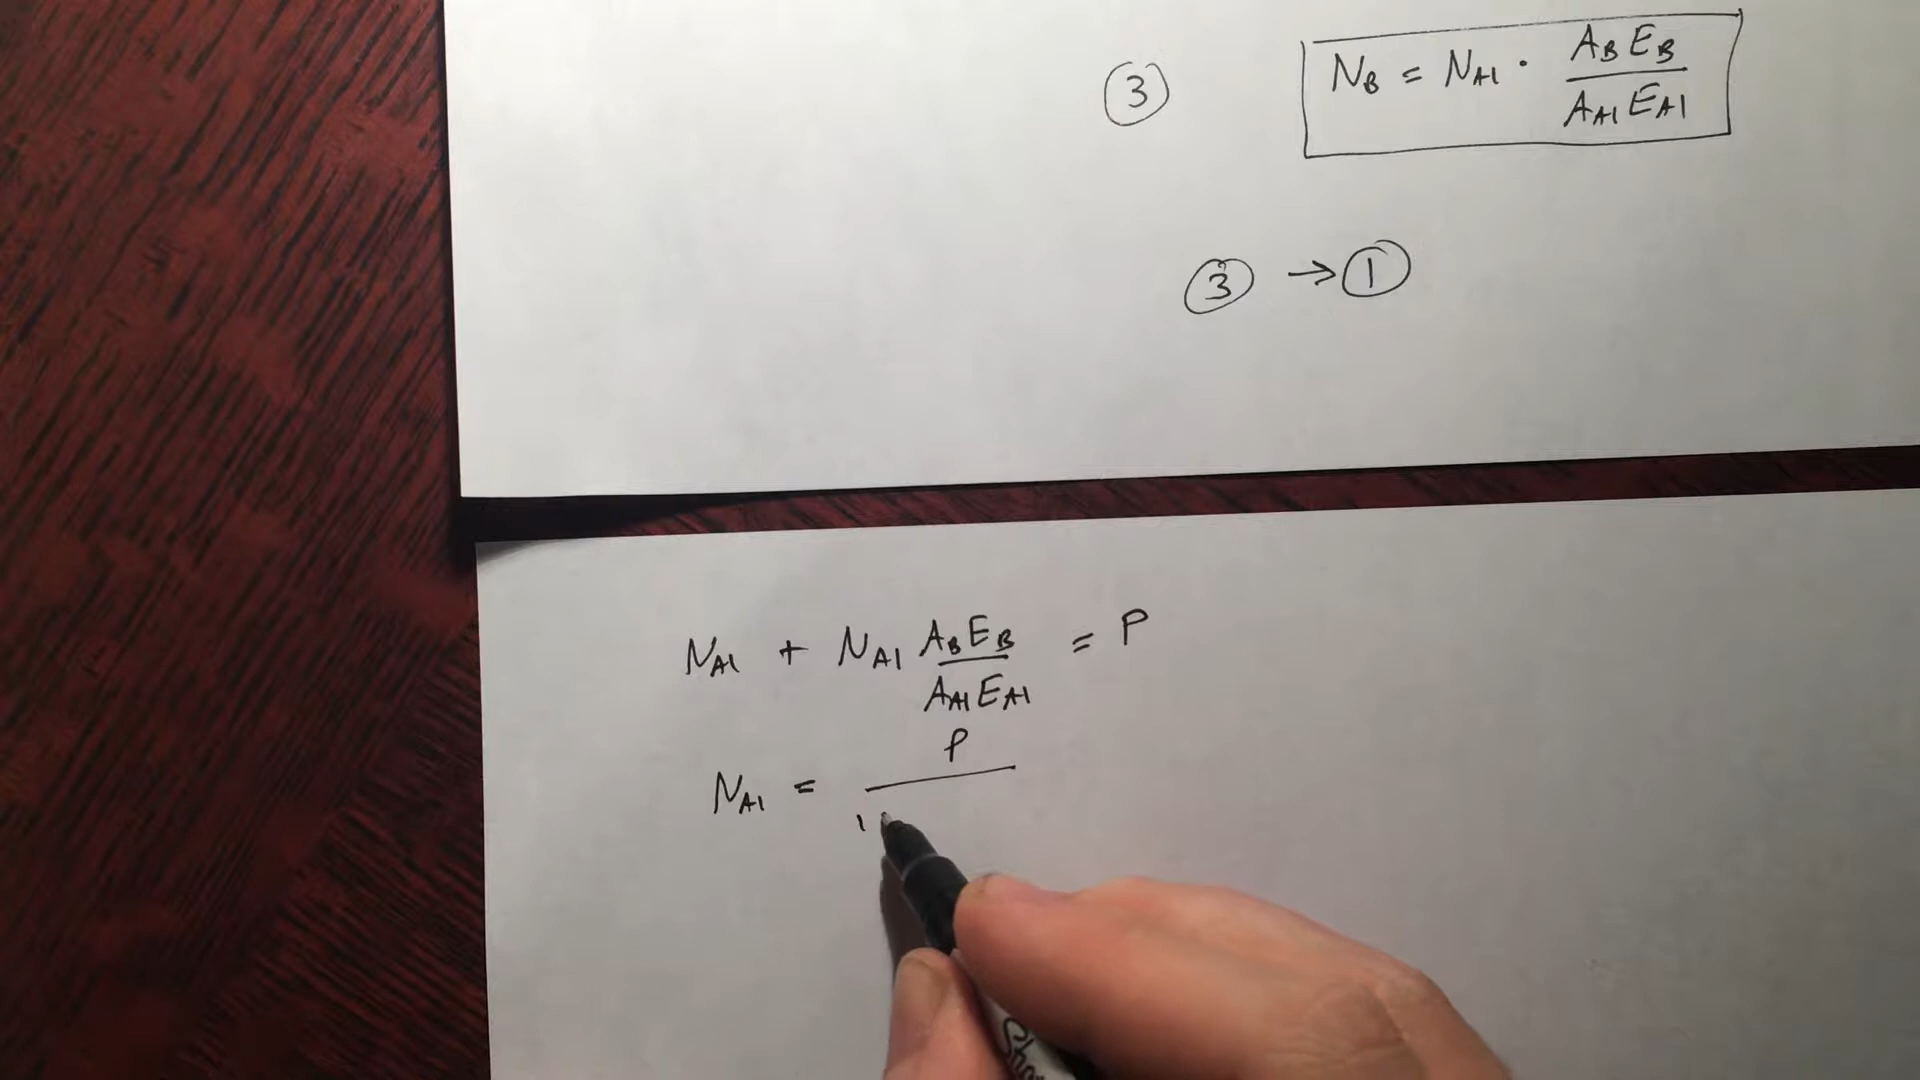 ③ N_B = N_Al · A_B E_B / A_Al E_Al
③ → ①
N_Al + N_Al A_B E_B / A_Al E_Al = P
N_Al = P / 1